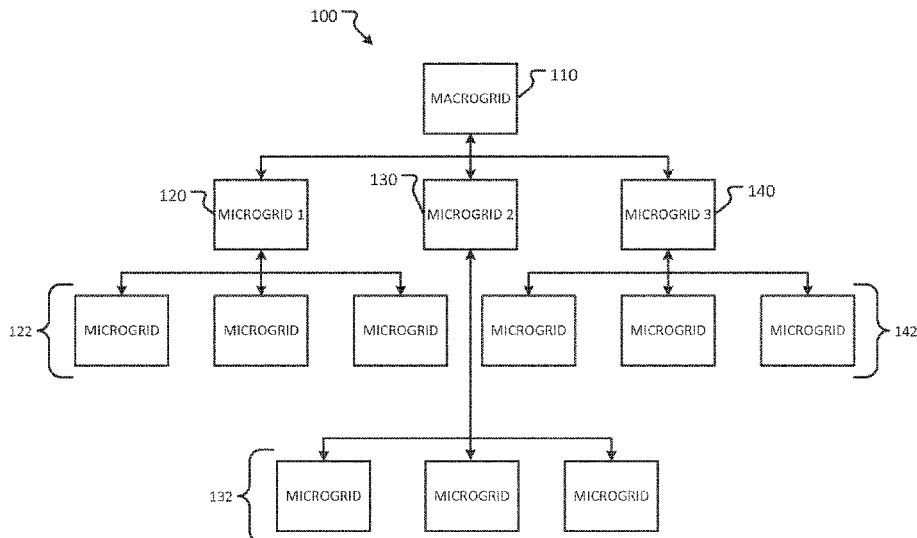 100
MACROGRID
110
120
MICROGRID 1
130
MICROGRID 2
MICROGRID 3
140
122
MICROGRID
MICROGRID
MICROGRID
MICROGRID
MICROGRID
MICROGRID
142
132
MICROGRID
MICROGRID
MICROGRID